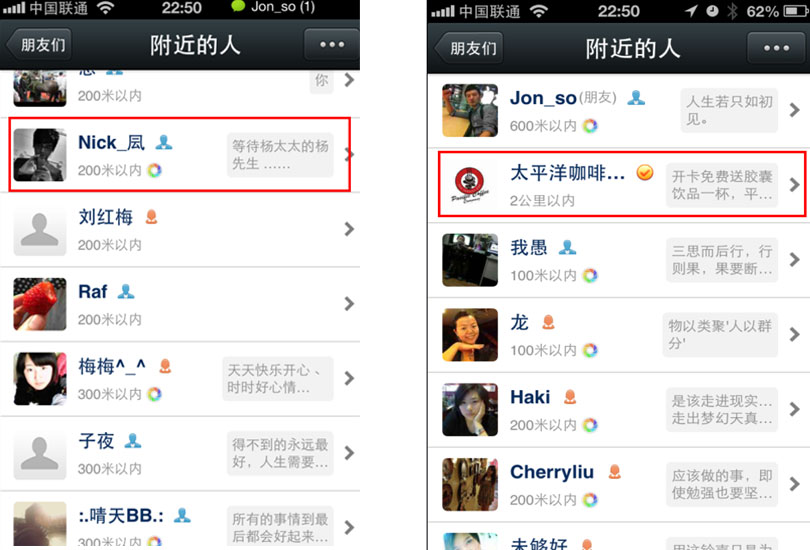 中国联通
22:50
Jon_so (1)
朋友们
附近的人
200米以内
你
Nick_凨
200米以内
等待杨太太的杨
先生 ……
刘红梅
200米以内
Raf
200米以内
梅梅^_^
300米以内
天天快乐开心、
时时好心情…
子夜
300米以内
得不到的永远最
好，人生需要…
:.晴天BB.:
300米以内
所有的事情到最
后都会好起来…
中国联通
22:50
62%
朋友们
附近的人
Jon_so(朋友)
600米以内
人生若只如初
见。
太平洋咖啡…
2公里以内
开卡免费送胶囊
饮品一杯，平…
Pacific Coffee
Company
我愚
100米以内
三思而后行，行
则果，果要断…
龙
100米以内
物以类聚'人以群
分'
Haki
200米以内
是该走进现实…
走出梦幻天真…
Cherryliu
200米以内
应该做的事，即
使勉强也要坚…
未够好